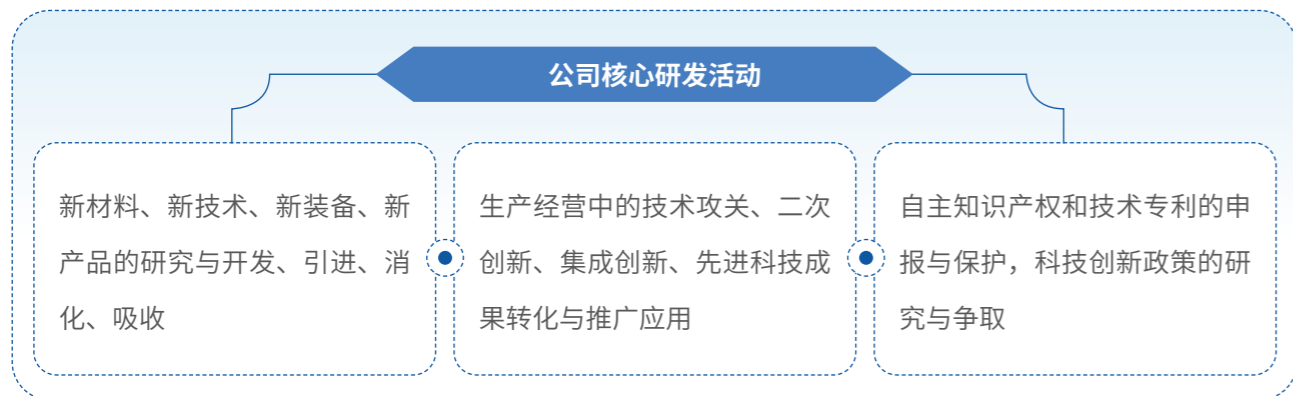 公司核心研发活动
新材料、新技术、新装备、新
产品的研究与开发、引进、消
化、吸收
生产经营中的技术攻关、二次
创新、集成创新、先进科技成
果转化与推广应用
自主知识产权和技术专利的申
报与保护，科技创新政策的研
究与争取